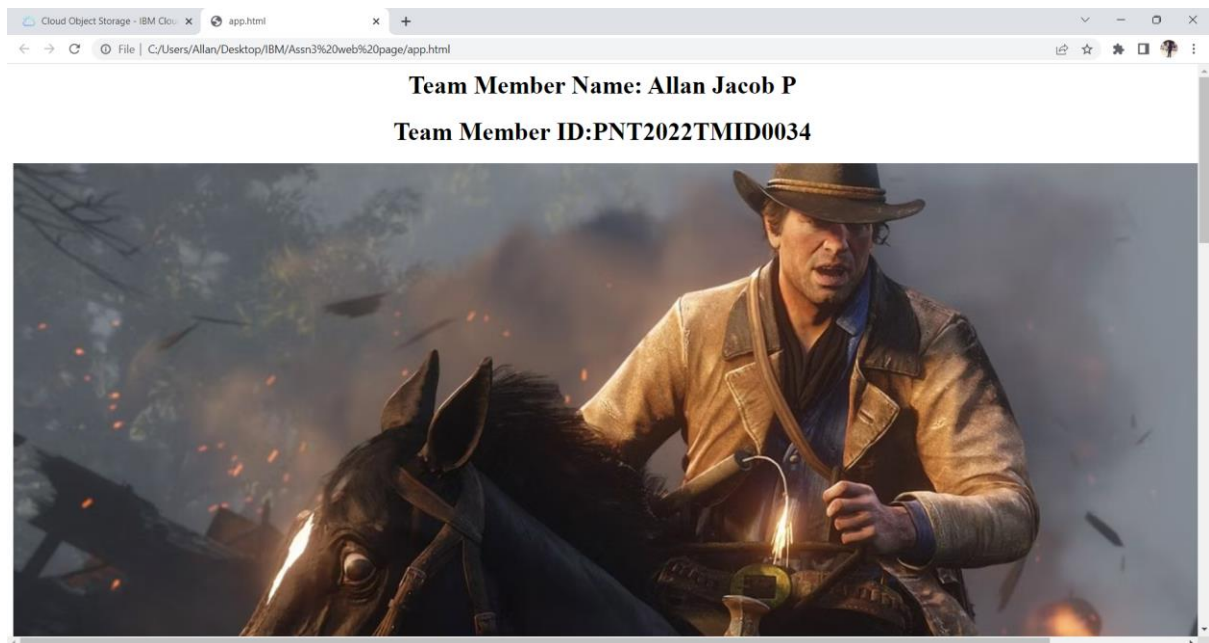 Cloud Object Storage - IBM Clou
app.html
File | C:/Users/Allan/Desktop/IBM/Assn3%20web%20page/app.html
Team Member Name: Allan Jacob P
Team Member ID:PNT2022TMID0034